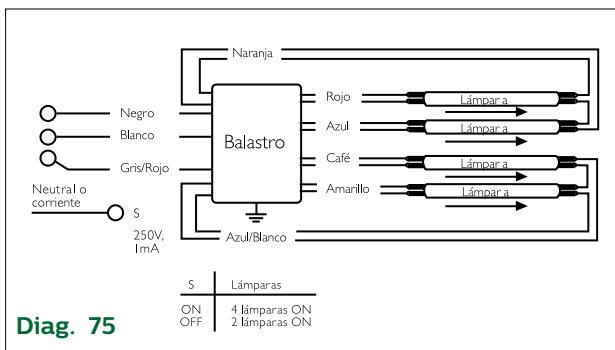 Naranja
Rojo
Lámpara
Negro
Azul
Lámpara
Blanco
Balastro
Café
Lámpara
Gris/Rojo
Amarillo
Lámpara
Neutral o
corriente
S
250V,
1mA
Azul/Blanco
S Lámparas
ON 4 lámparas ON
OFF 2 lámparas ON
Diag. 75